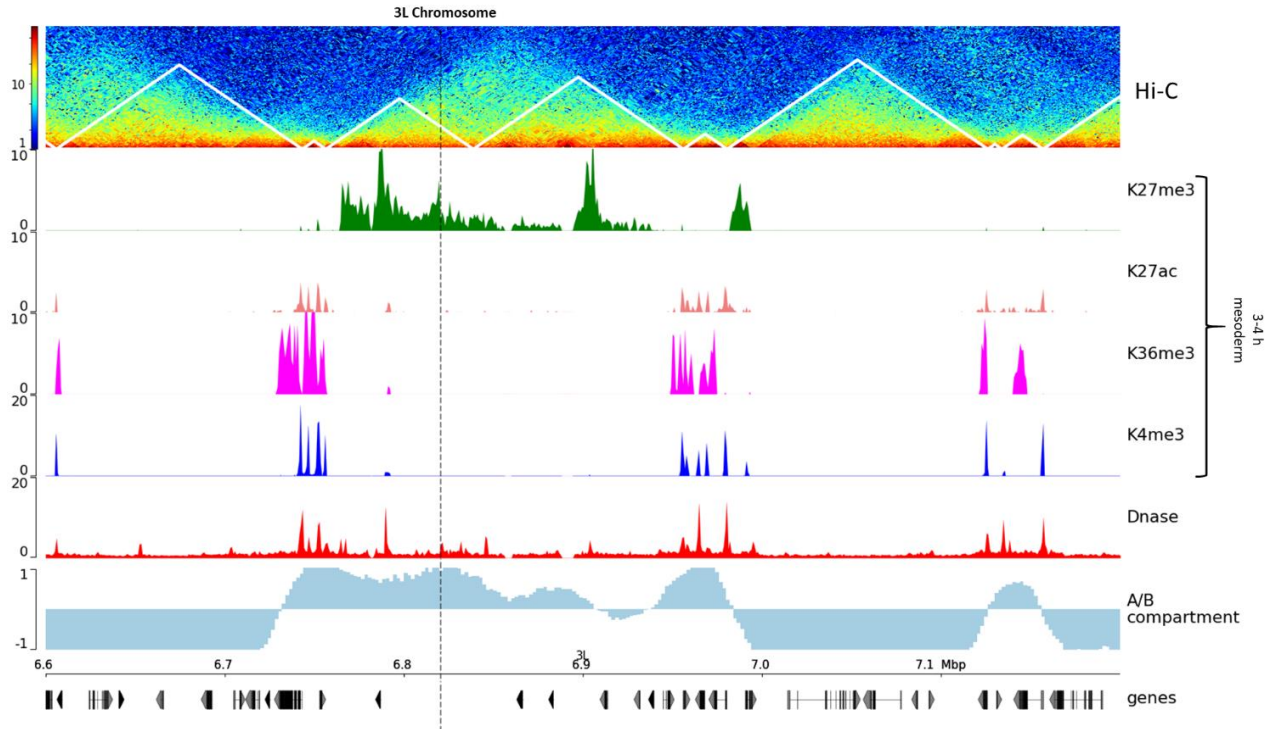 3L Chromosome
10
1
Hi-C
10
0
K27me3
10
0
K27ac
10
0
K36me3
20
0
K4me3
3-4 h
mesoderm
20
0
Dnase
1
-1
A/B
compartment
3L
6.6 6.7 6.8 6.9 7.0 7.1 Mbp
genes